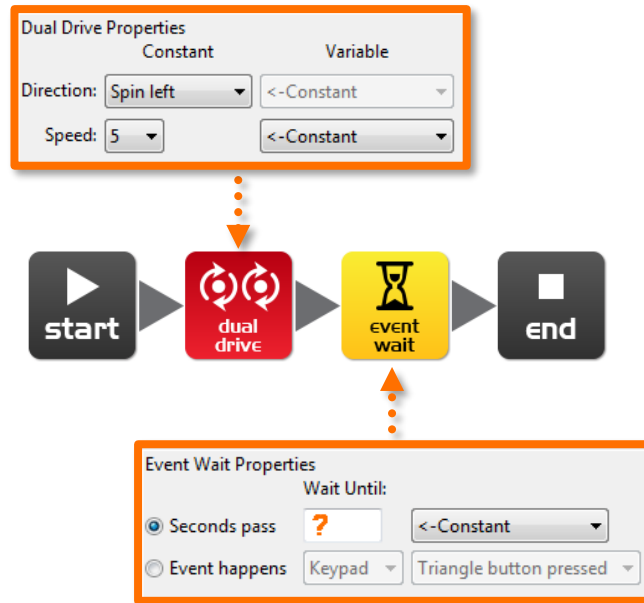 Dual Drive Properties
Constant Variable
Direction: Spin left <-Constant
Speed: 5 <-Constant
start
dual
drive
event
wait
end
Event Wait Properties
Wait Until:
Seconds pass ? <-Constant
Event happens Keypad Triangle button pressed